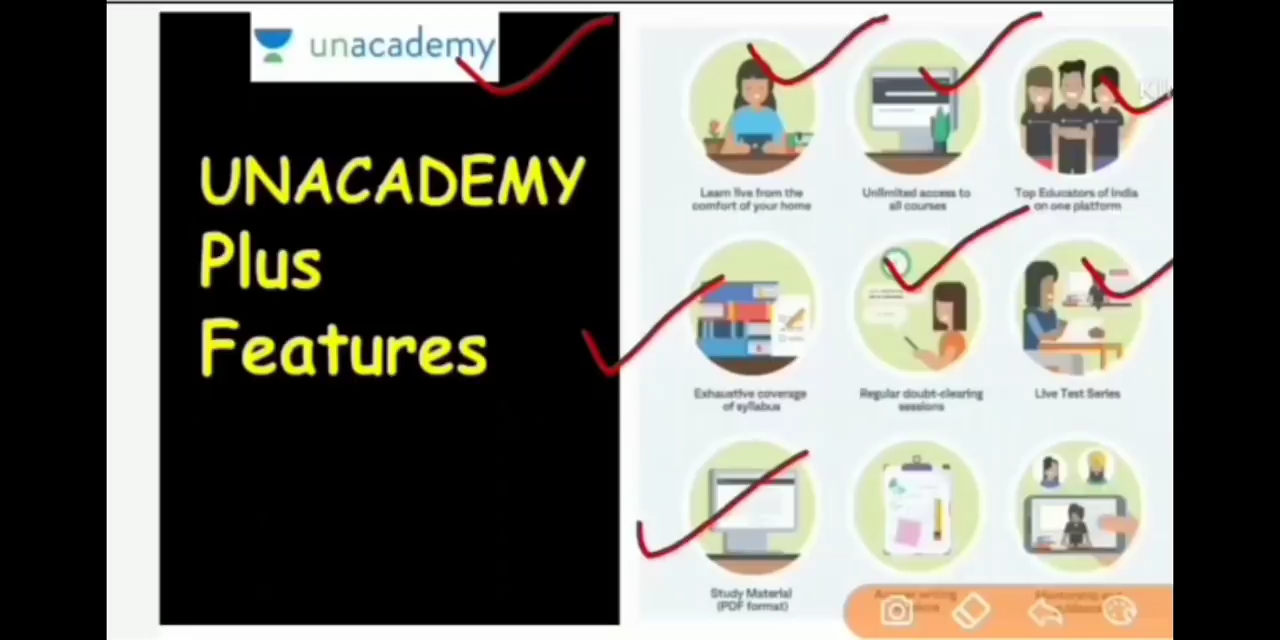 unacademy
UNACADEMY
Plus
Features
Learn live from the
comfort of your home
Unlimited access to
all courses
Top Educators of India
on one platform
Exhaustive coverage
of syllabus
Regular doubt-clearing
sessions
Live Test Series
Study Material
(PDF format)